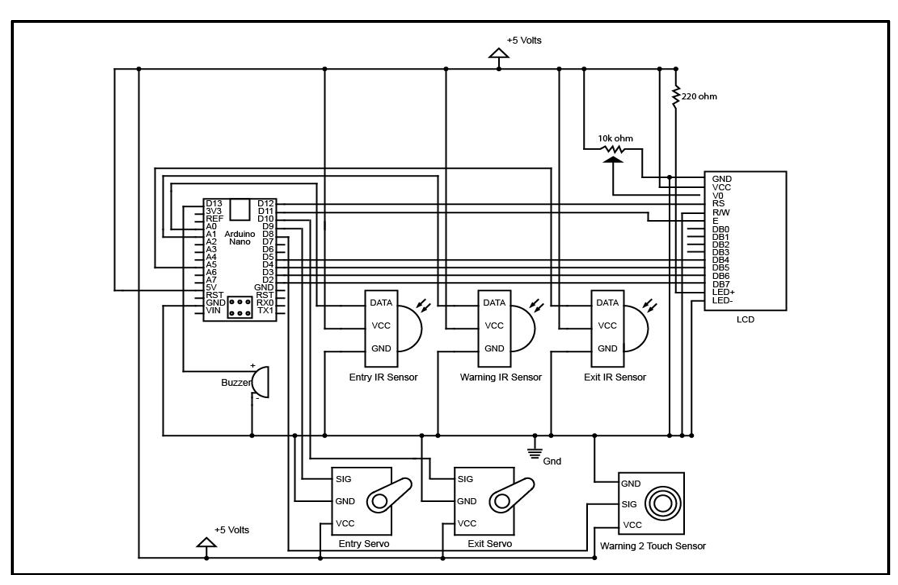 +5 Volts
220 ohm
10k ohm
GND
VCC
V0
RS
R/W
E
DB0
DB1
DB2
DB3
DB4
DB5
DB6
DB7
LED+
LED-
LCD
D13
3V3
REF
A0
A1
A2
A3
A4
A5
A6
A7
5V
RST
GND
VIN
Arduino
Nano
D12
D11
D10
D9
D8
D7
D6
D5
D4
D3
D2
GND
RST
RX0
TX1
DATA
VCC
GND
Entry IR Sensor
DATA
VCC
GND
Warning IR Sensor
DATA
VCC
GND
Exit IR Sensor
+
Buzzer
-
Gnd
SIG
GND
VCC
Entry Servo
SIG
GND
VCC
Exit Servo
GND
SIG
VCC
Warning 2 Touch Sensor
+5 Volts